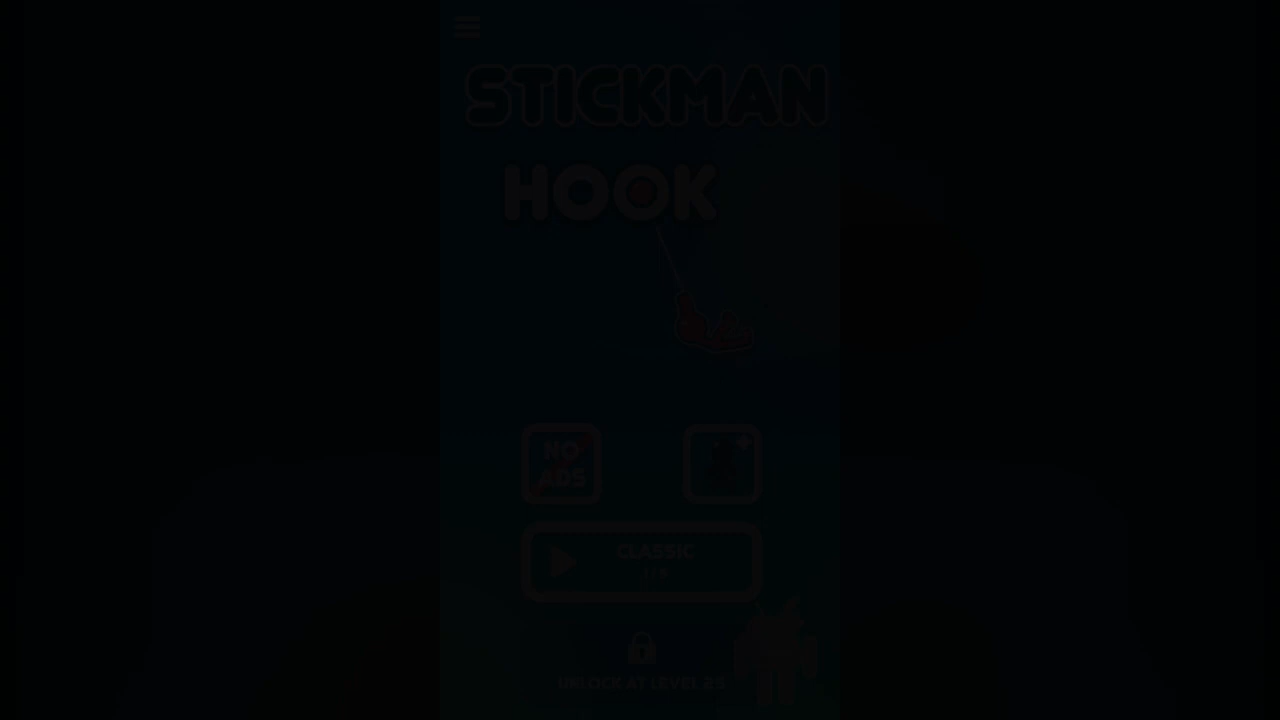 STICKMAN
HOOK
NO
ADS
CLASSIC
UNLOCK AT LEVEL 25